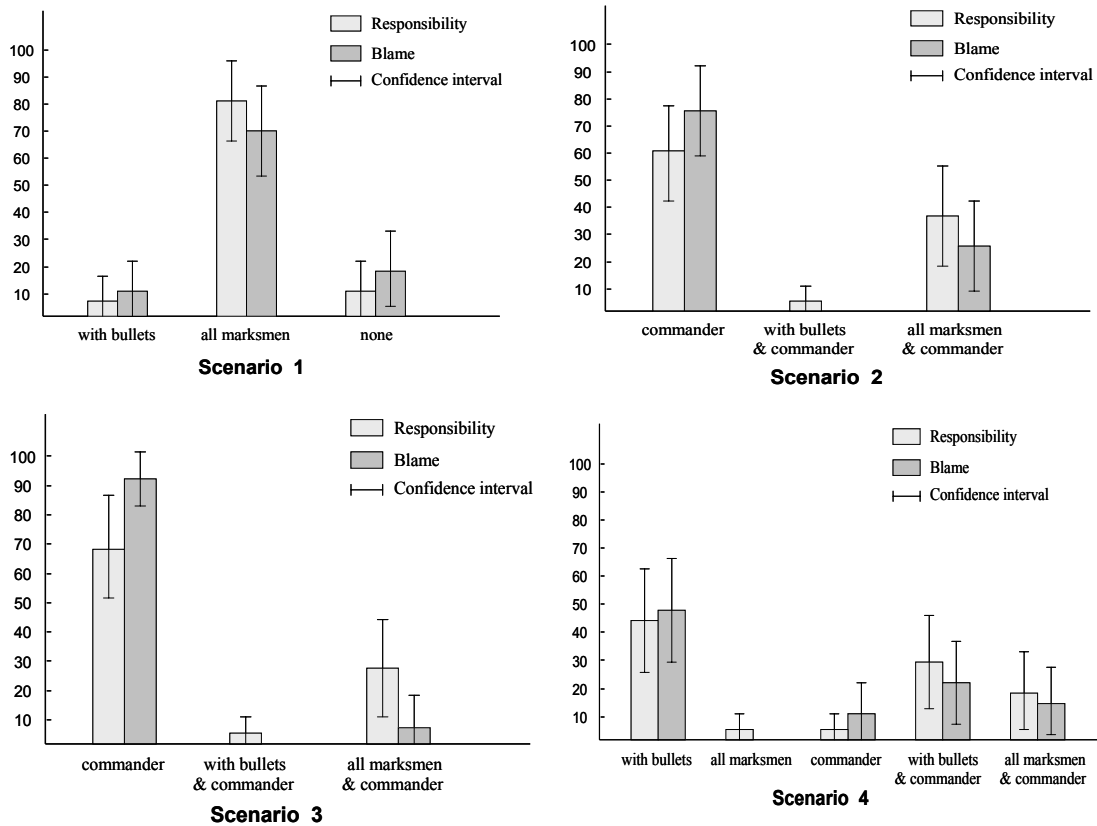 Responsibility
Blame
Confidence interval
100
90
80
70
60
50
40
30
20
10
with bullets
all marksmen
none
Scenario 1
Responsibility
Blame
Confidence interval
100
90
80
70
60
50
40
30
20
10
commander
with bullets
& commander
all marksmen
& commander
Scenario 2
Responsibility
Blame
Confidence interval
100
90
80
70
60
50
40
30
20
10
commander
with bullets
& commander
all marksmen
& commander
Scenario 3
Responsibility
Blame
Confidence interval
100
90
80
70
60
50
40
30
20
10
with bullets
all marksmen
commander
with bullets
& commander
all marksmen
& commander
Scenario 4